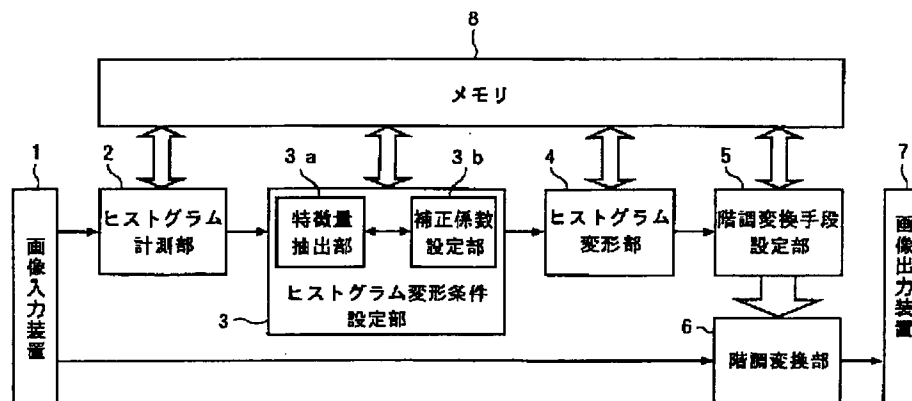 8
メモリ
1
2
3a
3b
4
5
7
画像入力装置
ヒストグラム
計測部
特徴量
抽出部
補正係数
設定部
ヒストグラム変形条件
設定部
3
ヒストグラム
変形部
階調変換手段
設定部
画像出力装置
6
階調変換部